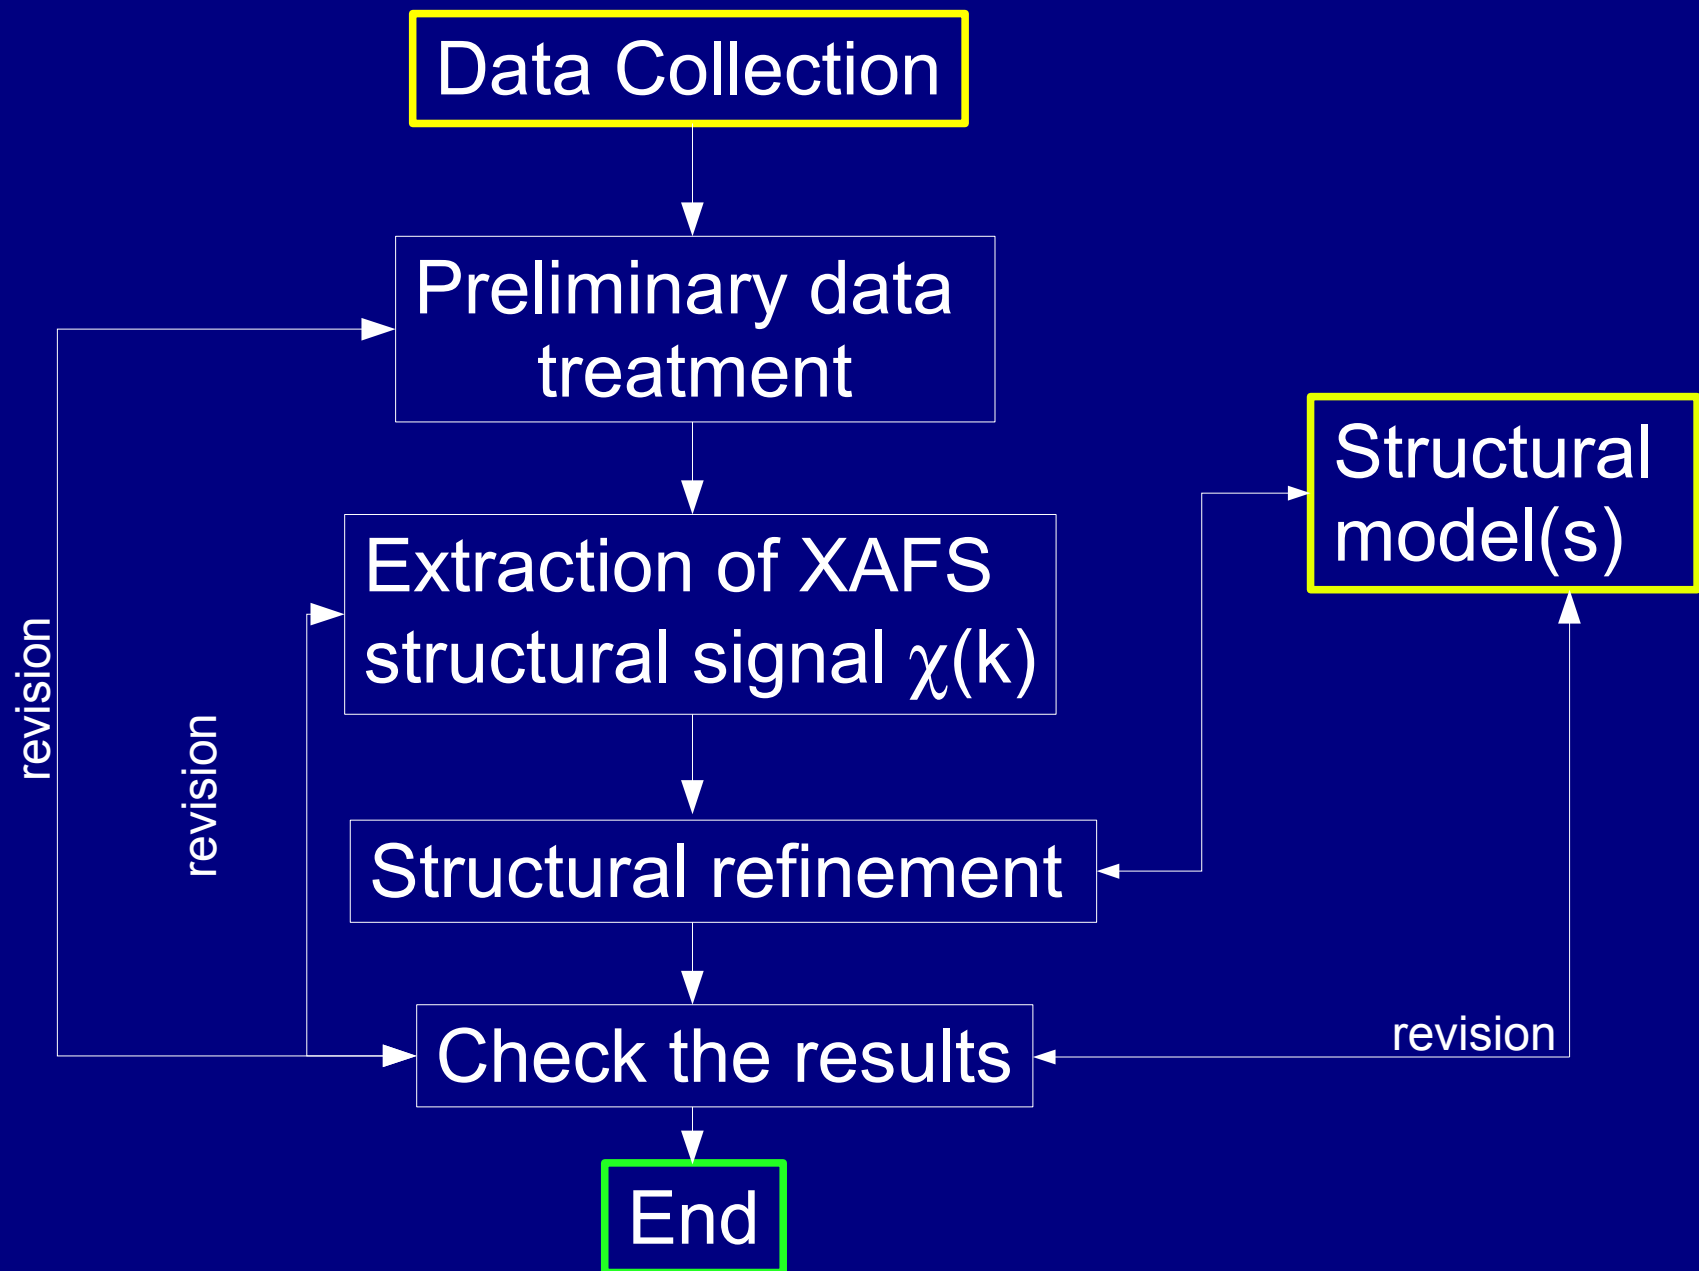 Data Collection
Preliminary data
treatment
Structural
model(s)
Extraction of XAFS
structural signal χ(k)
revision
revision
Structural refinement
Check the results
revision
End